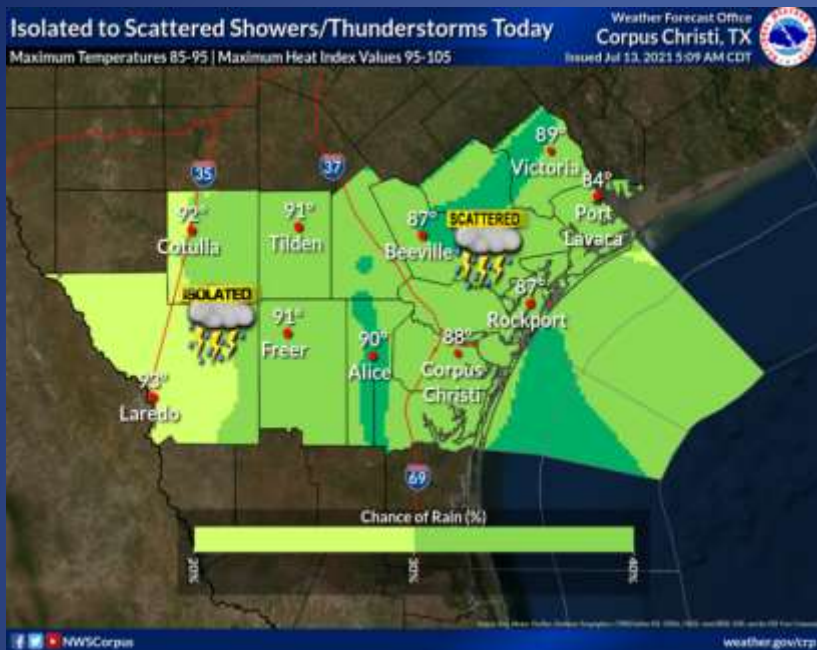 Isolated to Scattered Showers/Thunderstorms Today
Maximum Temperatures 85-95 | Maximum Heat Index Values 95-105
Weather Forecast Office
Corpus Christi, TX
Issued Jul 13, 2021 5:09 AM CDT
89°
Victoria
35
37
84°
Port
Lavaca
92°
Cotulla
91°
Tilden
87°
Beeville
SCATTERED
ISOLATED
87°
Rockport
91°
Freer
90°
Alice
88°
Corpus
Christi
93°
Laredo
69
Chance of Rain (%)
20%
30%
40%
NWSCorpus
weather.gov/crp